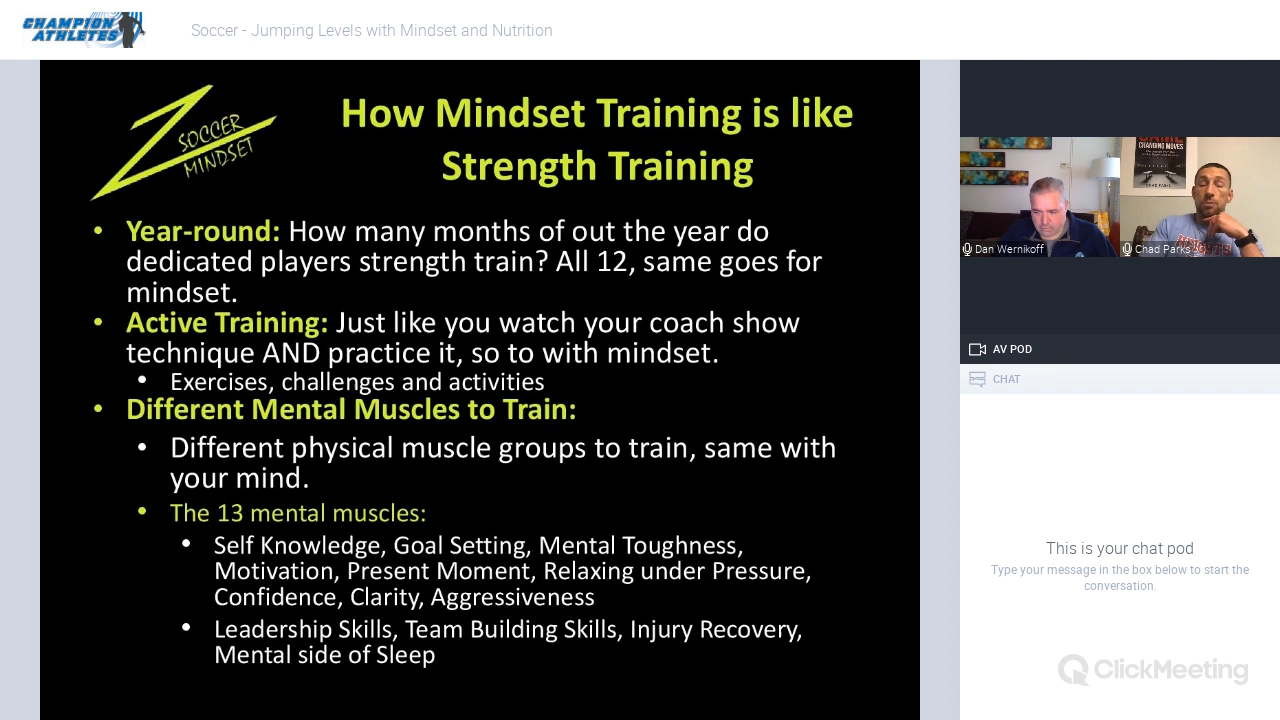 CHAMPION
ATHLETES
Soccer - Jumping Levels with Mindset and Nutrition
SOCCER
MINDSET
How Mindset Training is like
Strength Training
• Year-round: How many months of out the year do
dedicated players strength train? All 12, same goes for
mindset.
• Active Training: Just like you watch your coach show
technique AND practice it, so to with mindset.
• Exercises, challenges and activities
• Different Mental Muscles to Train:
• Different physical muscle groups to train, same with
your mind.
• The 13 mental muscles:
• Self Knowledge, Goal Setting, Mental Toughness,
Motivation, Present Moment, Relaxing under Pressure,
Confidence, Clarity, Aggressiveness
• Leadership Skills, Team Building Skills, Injury Recovery,
Mental side of Sleep
GAME
CHANGING MOVES
CHAD PARKS
Dan Wernikoff
Chad Parks
AV POD
CHAT
This is your chat pod
Type your message in the box below to start the
conversation.
ClickMeeting